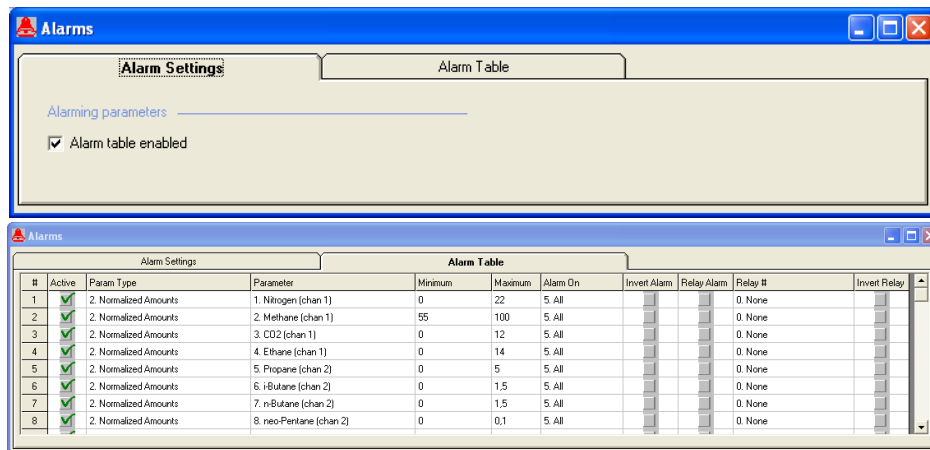 Alarms
Alarm Settings Alarm Table
Alarming parameters
Alarm table enabled
Alarms
Alarm Settings Alarm Table
# Active Param Type Parameter Minimum Maximum Alarm On Invert Alarm Relay Alarm Relay # Invert Relay
1 2. Normalized Amounts 1. Nitrogen (chan 1) 0 22 5. All 0. None
2 2. Normalized Amounts 2. Methane (chan 1) 55 100 5. All 0. None
3 2. Normalized Amounts 3. CO2 (chan 1) 0 12 5. All 0. None
4 2. Normalized Amounts 4. Ethane (chan 1) 0 14 5. All 0. None
5 2. Normalized Amounts 5. Propane (chan 2) 0 5 5. All 0. None
6 2. Normalized Amounts 6. i-Butane (chan 2) 0 1,5 5. All 0. None
7 2. Normalized Amounts 7. n-Butane (chan 2) 0 1,5 5. All 0. None
8 2. Normalized Amounts 8. neo-Pentane (chan 2) 0 0,1 5. All 0. None